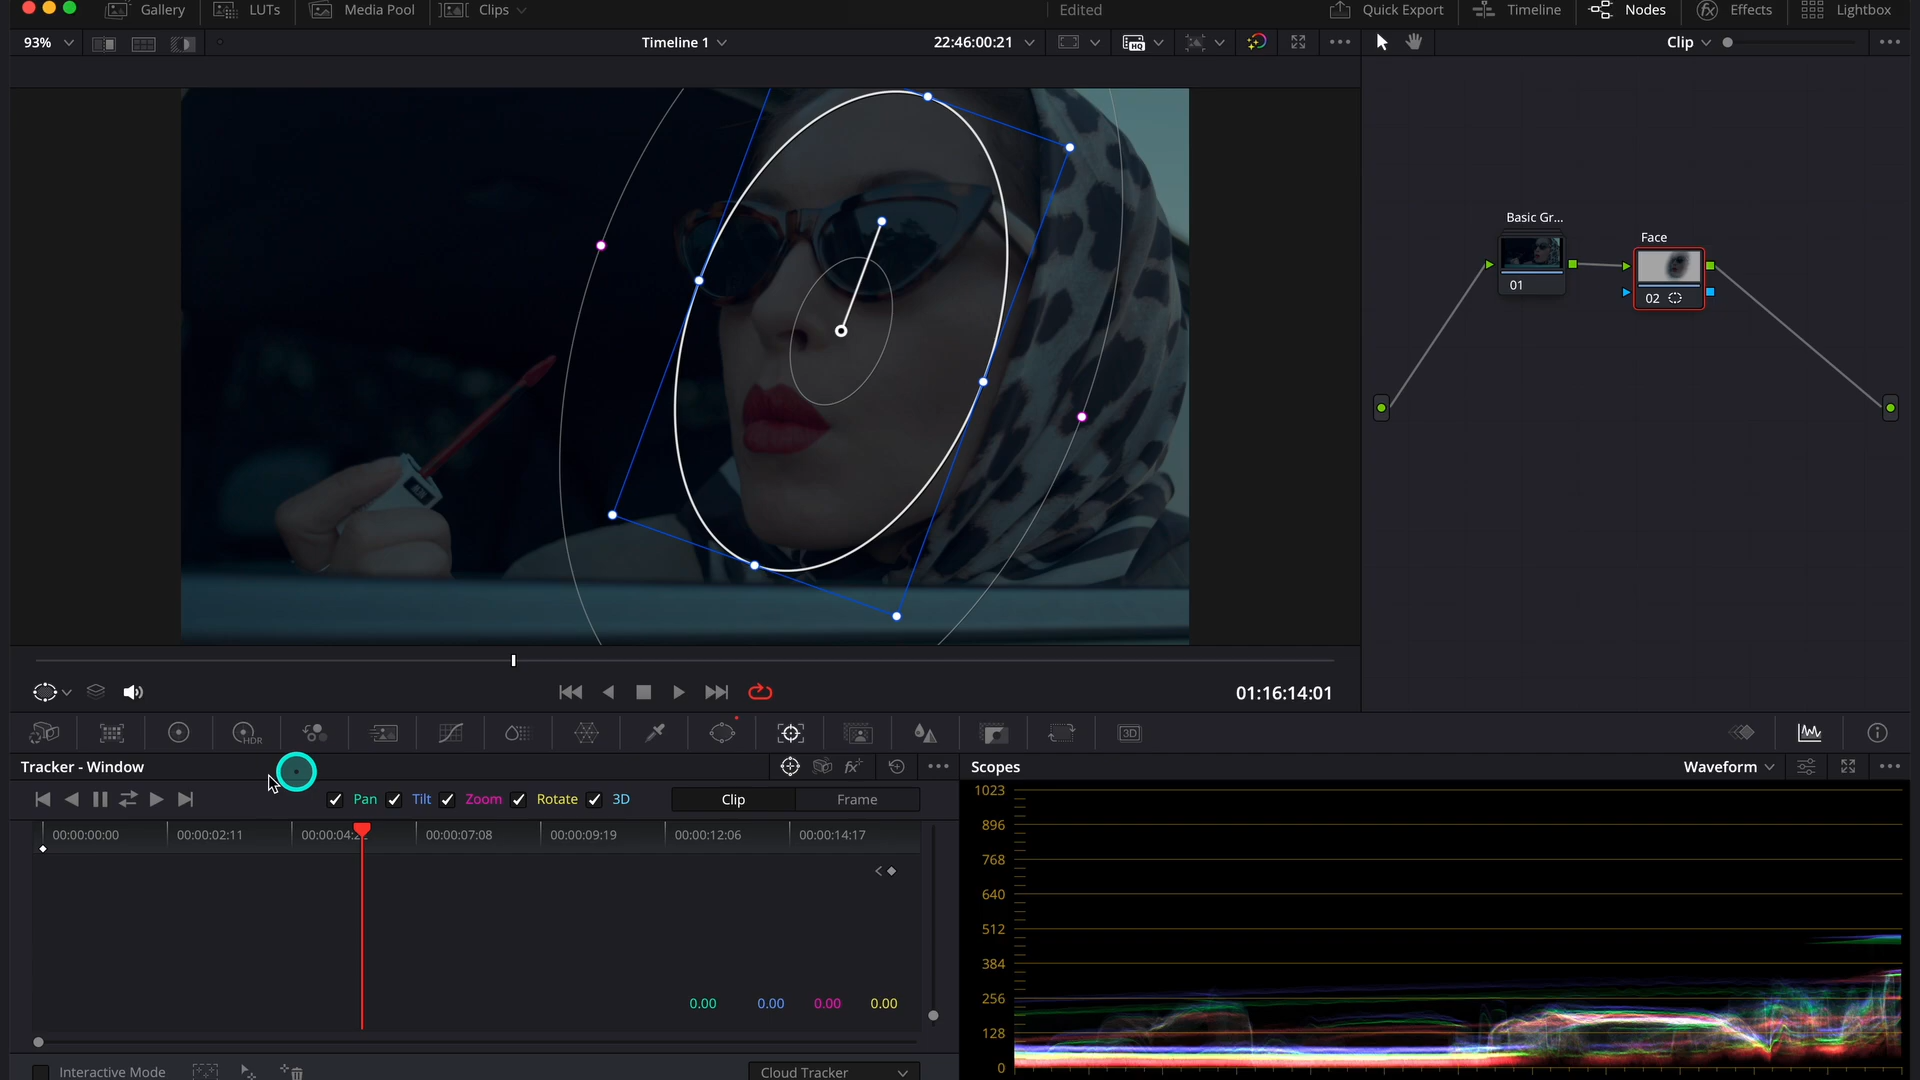 Gallery LUTs Media Pool Clips Edited Quick Export Timeline Nodes Effects Lightbox
93% Timeline 1 22:46:00:21 HQ Clip
Basic Gr...
Face
01
02
01:16:14:01
HDR 3D
Tracker - Window
Scopes Waveform
Pan Tilt Zoom Rotate 3D Clip Frame
00:00:00:00 00:00:02:11 00:00:04:2 00:00:07:08 00:00:09:19 00:00:12:06 00:00:14:17
0.00 0.00 0.00 0.00
Interactive Mode Cloud Tracker
1023
896
768
640
512
384
256
128
0